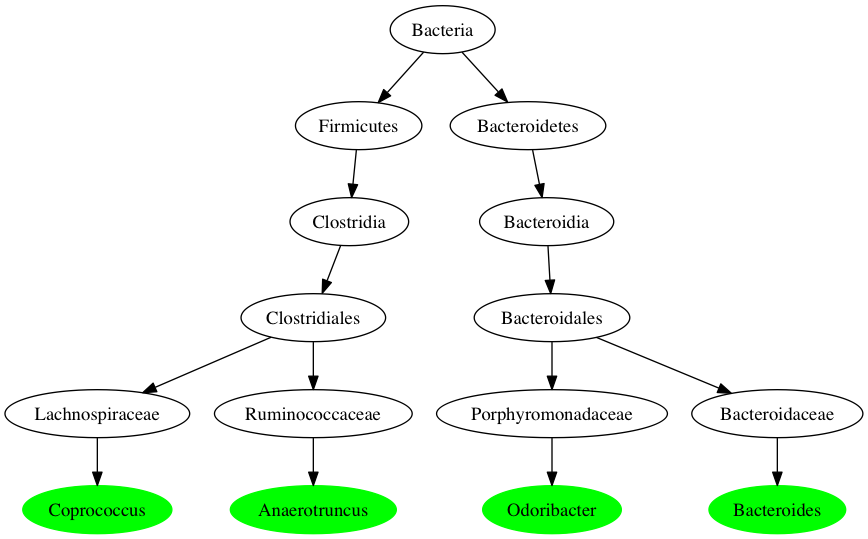 Bacteria
Firmicutes
Bacteroidetes
Clostridia
Bacteroidia
Clostridiales
Bacteroidales
Lachnospiraceae
Ruminococcaceae
Porphyromonadaceae
Bacteroidaceae
Coprococcus
Anaerotruncus
Odoribacter
Bacteroides